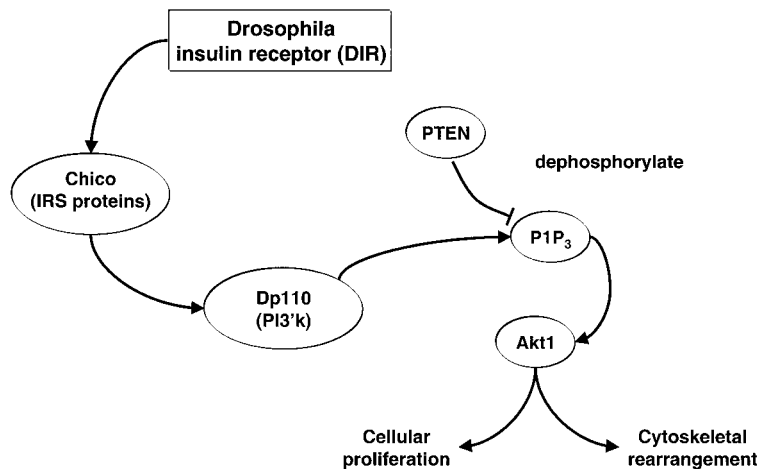 Drosophila
insulin receptor (DIR)
PTEN
dephosphorylate
Chico
(IRS proteins)
P1P3
Dp110
(PI3'k)
Akt1
Cellular
proliferation
Cytoskeletal
rearrangement